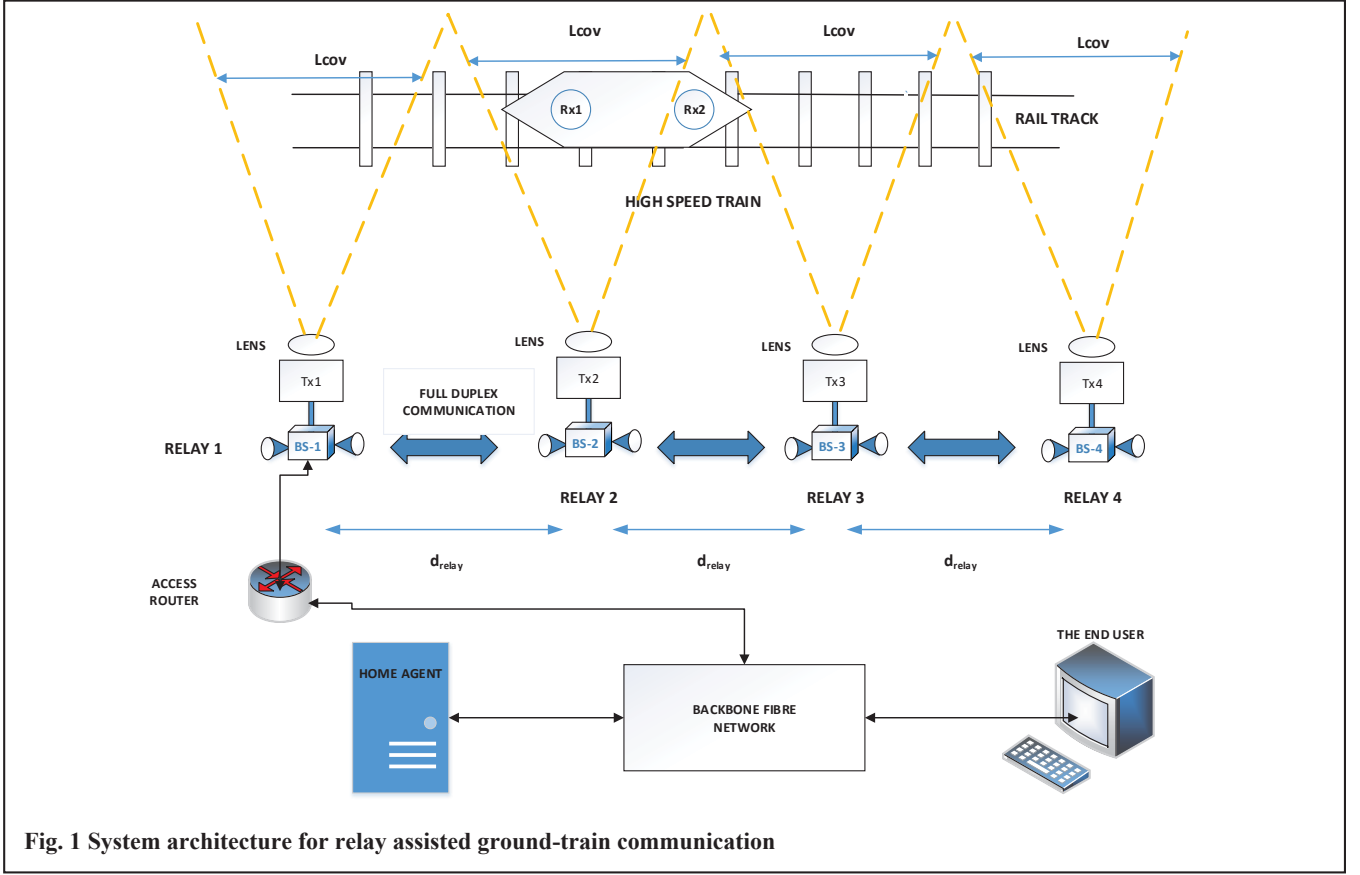 Lcov
Lcov
Lcov
Lcov
Rx1
Rx2
RAIL TRACK
HIGH SPEED TRAIN
LENS
LENS
LENS
LENS
Tx1
Tx2
Tx3
Tx4
FULL DUPLEX
COMMUNICATION
RELAY 1
BS-1
BS-2
BS-3
BS-4
RELAY 2
RELAY 3
RELAY 4
drelay
drelay
drelay
ACCESS
ROUTER
THE END USER
HOME AGENT
BACKBONE FIBRE
NETWORK
Fig. 1 System architecture for relay assisted ground-train communication